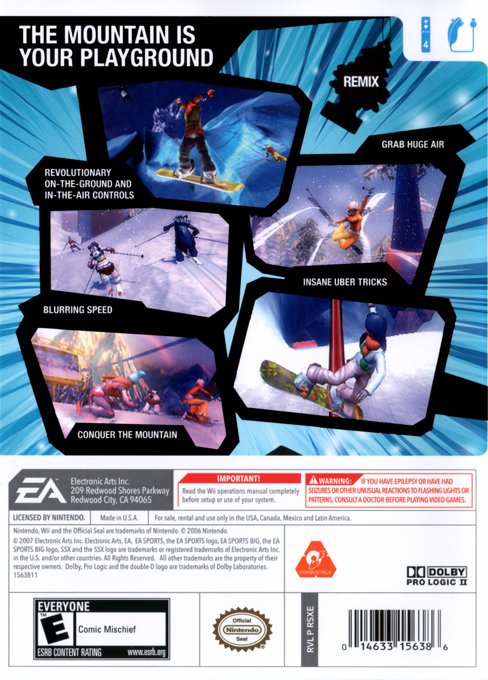 THE MOUNTAIN IS
YOUR PLAYGROUND
4
REMIX
GRAB HUGE AIR
REVOLUTIONARY
ON-THE-GROUND AND
IN-THE-AIR CONTROLS
INSANE UBER TRICKS
BLURRING SPEED
CONQUER THE MOUNTAIN
EA
Electronic Arts Inc.
209 Redwood Shores Parkway
Redwood City, CA 94065
IMPORTANT!
Read the Wii operations manual completely
before setup or use of your system.
WARNING: IF YOU HAVE EPILEPSY OR HAVE HAD
SEIZURES OR OTHER UNUSUAL REACTIONS TO FLASHING LIGHTS OR
PATTERNS, CONSULT A DOCTOR BEFORE PLAYING VIDEO GAMES.
LICENSED BY NINTENDO. Made in U.S.A. For sale, rental and use only in the USA, Canada, Mexico and Latin America.
Nintendo, Wii and the Official Seal are trademarks of Nintendo. © 2006 Nintendo.
© 2007 Electronic Arts Inc. Electronic Arts, EA, EA SPORTS, the EA SPORTS logo, EA SPORTS BIG, the EA
SPORTS BIG logo, SSX and the SSX logo are trademarks or registered trademarks of Electronic Arts Inc.
in the U.S. and/or other countries. All Rights Reserved. All other trademarks are the property of their
respective owners. Dolby, Pro Logic and the double-D logo are trademarks of Dolby Laboratories.
1563811
DOLBY
PRO LOGIC II
EVERYONE
E
Comic Mischief
ESRB CONTENT RATING www.esrb.org
Official
Nintendo
Seal
RVL P RSXE
0 14633 15638 6